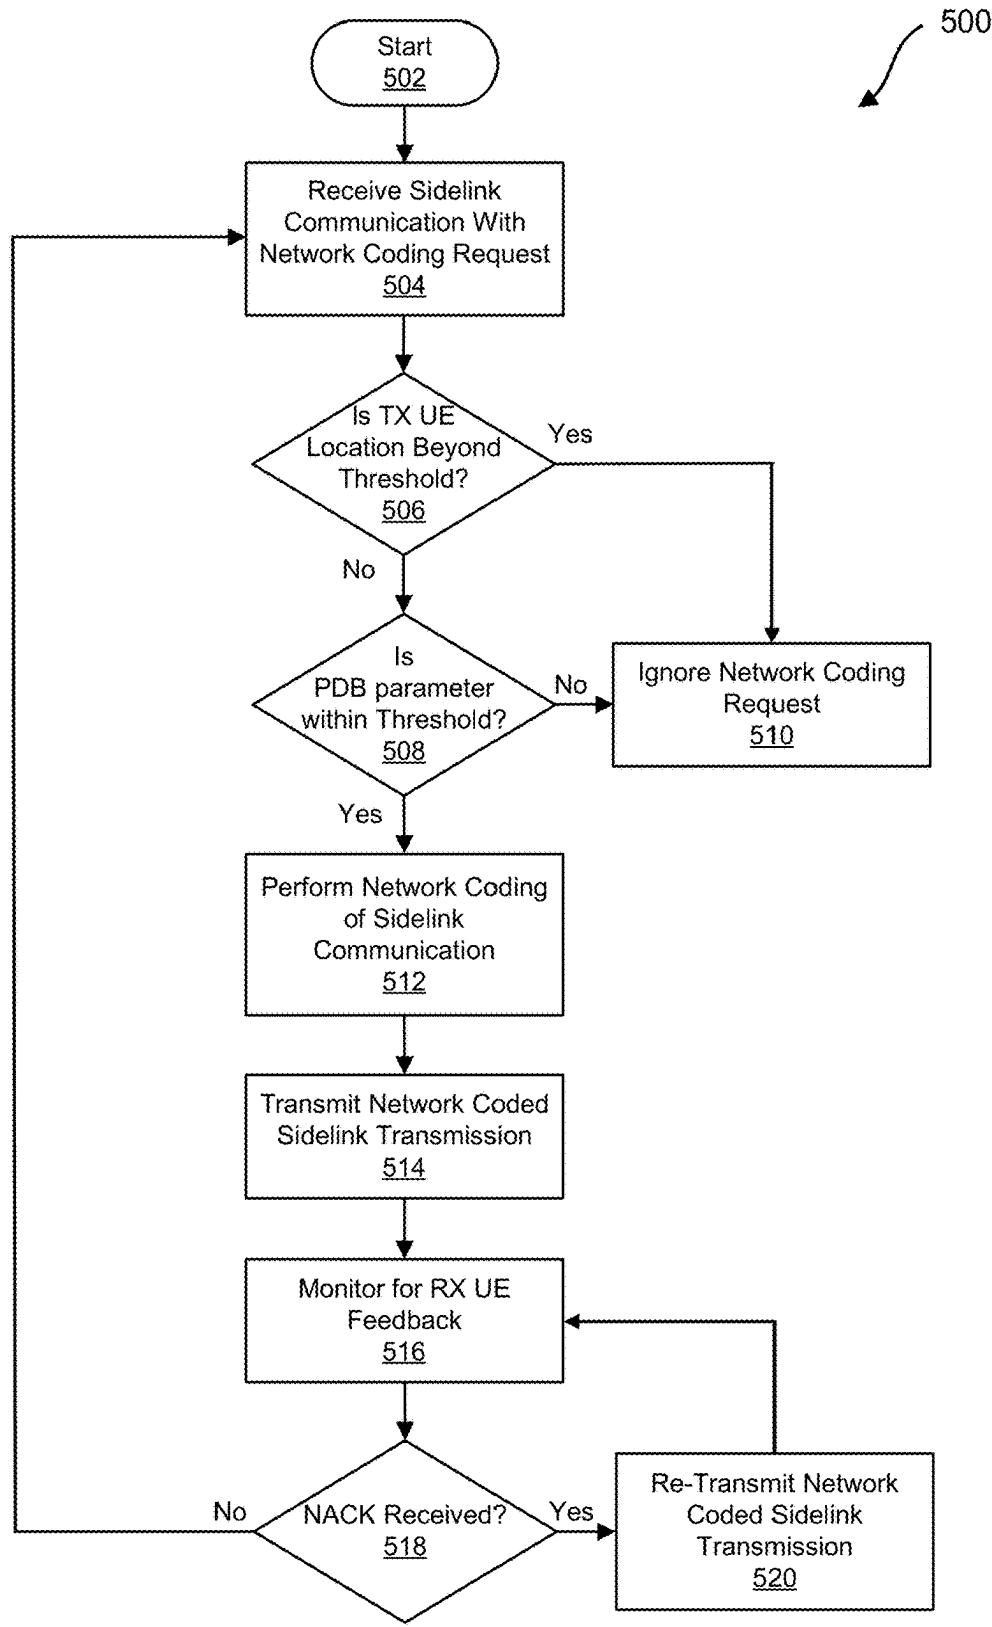 500
Start
502
Receive Sidelink
Communication With
Network Coding Request
504
Is TX UE
Location Beyond
Threshold?
506
Yes
No
Is
PDB parameter
within Threshold?
508
No
Ignore Network Coding
Request
510
Yes
Perform Network Coding
of Sidelink
Communication
512
Transmit Network Coded
Sidelink Transmission
514
Monitor for RX UE
Feedback
516
NACK Received?
518
No
Yes
Re-Transmit Network
Coded Sidelink
Transmission
520